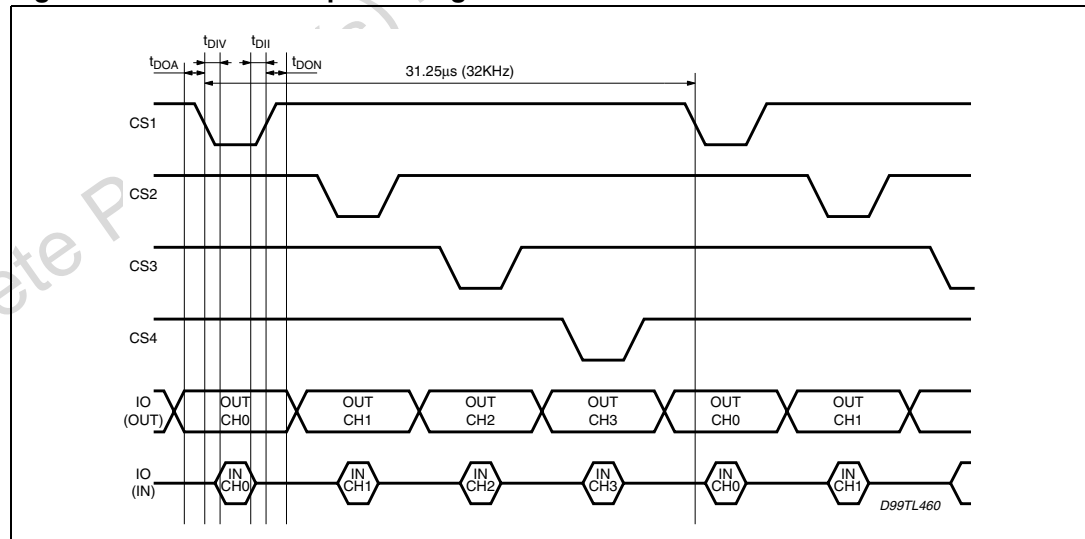 tDIV tDII
tDOA tDON
31.25µs (32KHz)
CS1
CS2
CS3
CS4
IO (OUT) OUT CH0 OUT CH1 OUT CH2 OUT CH3 OUT CH0 OUT CH1
IO (IN) IN CH0 IN CH1 IN CH2 IN CH3 IN CH0 IN CH1
D99TL460
ete P